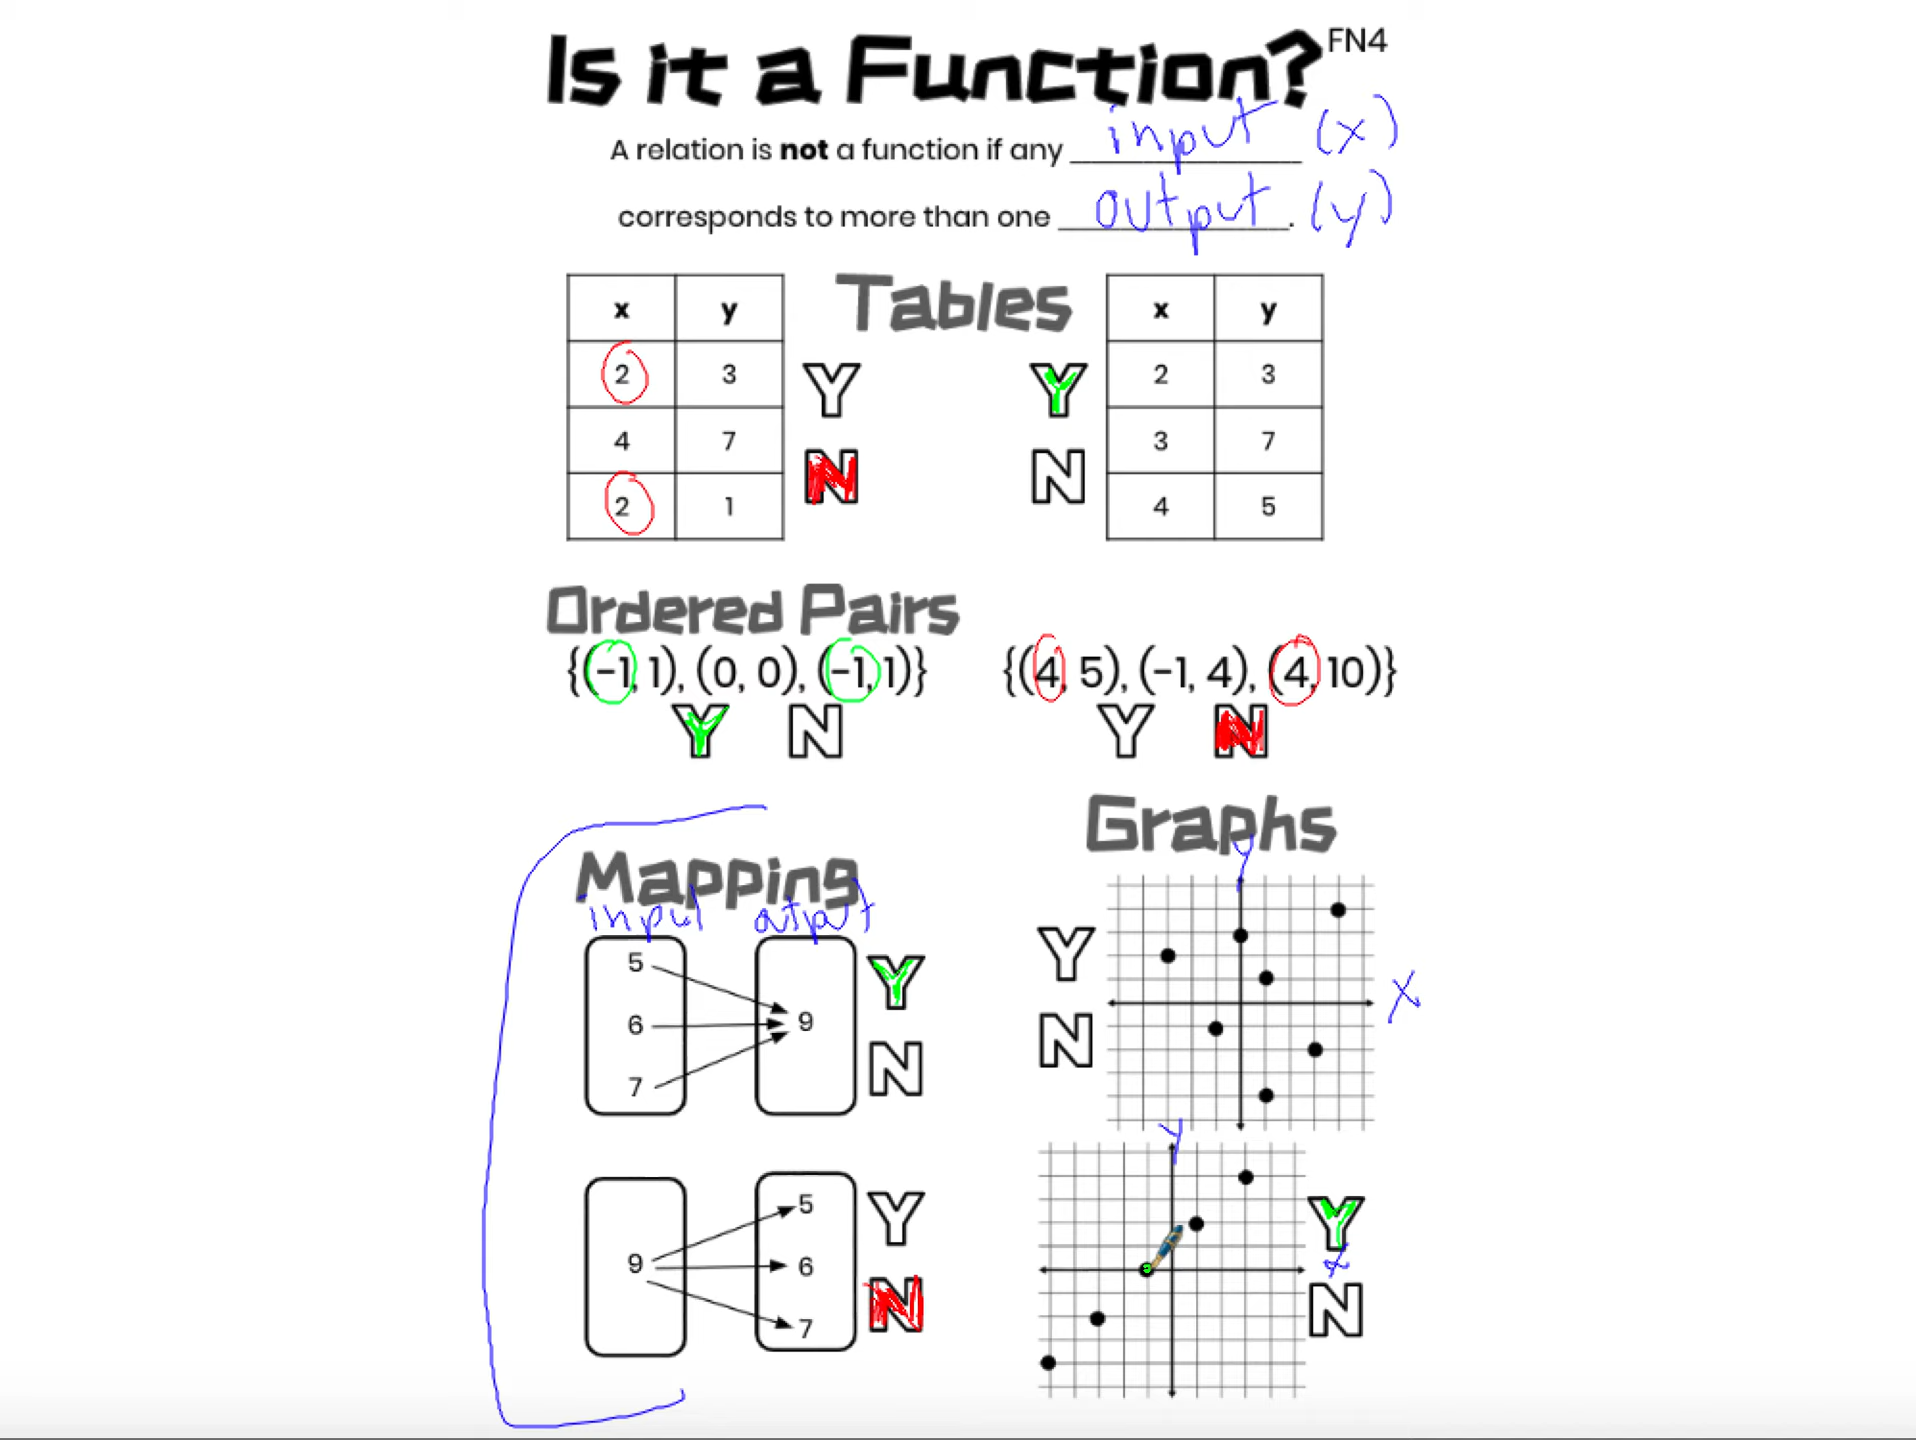 Is it a Function?
FN4
A relation is not a function if any input (x)
corresponds to more than one output. (y)
Tables
x y
2 3
4 7
2 1
Y
N
Y
N
x y
2 3
3 7
4 5
Ordered Pairs
{(-1, 1), (0, 0), (-1, 1)}
Y N
{(4, 5), (-1, 4), (4, 10)}
Y N
Mapping
input output
5
6
7
9
Y
N
9
5
6
7
Y
N
Graphs
y
Y
N
x
y
Y
x
N